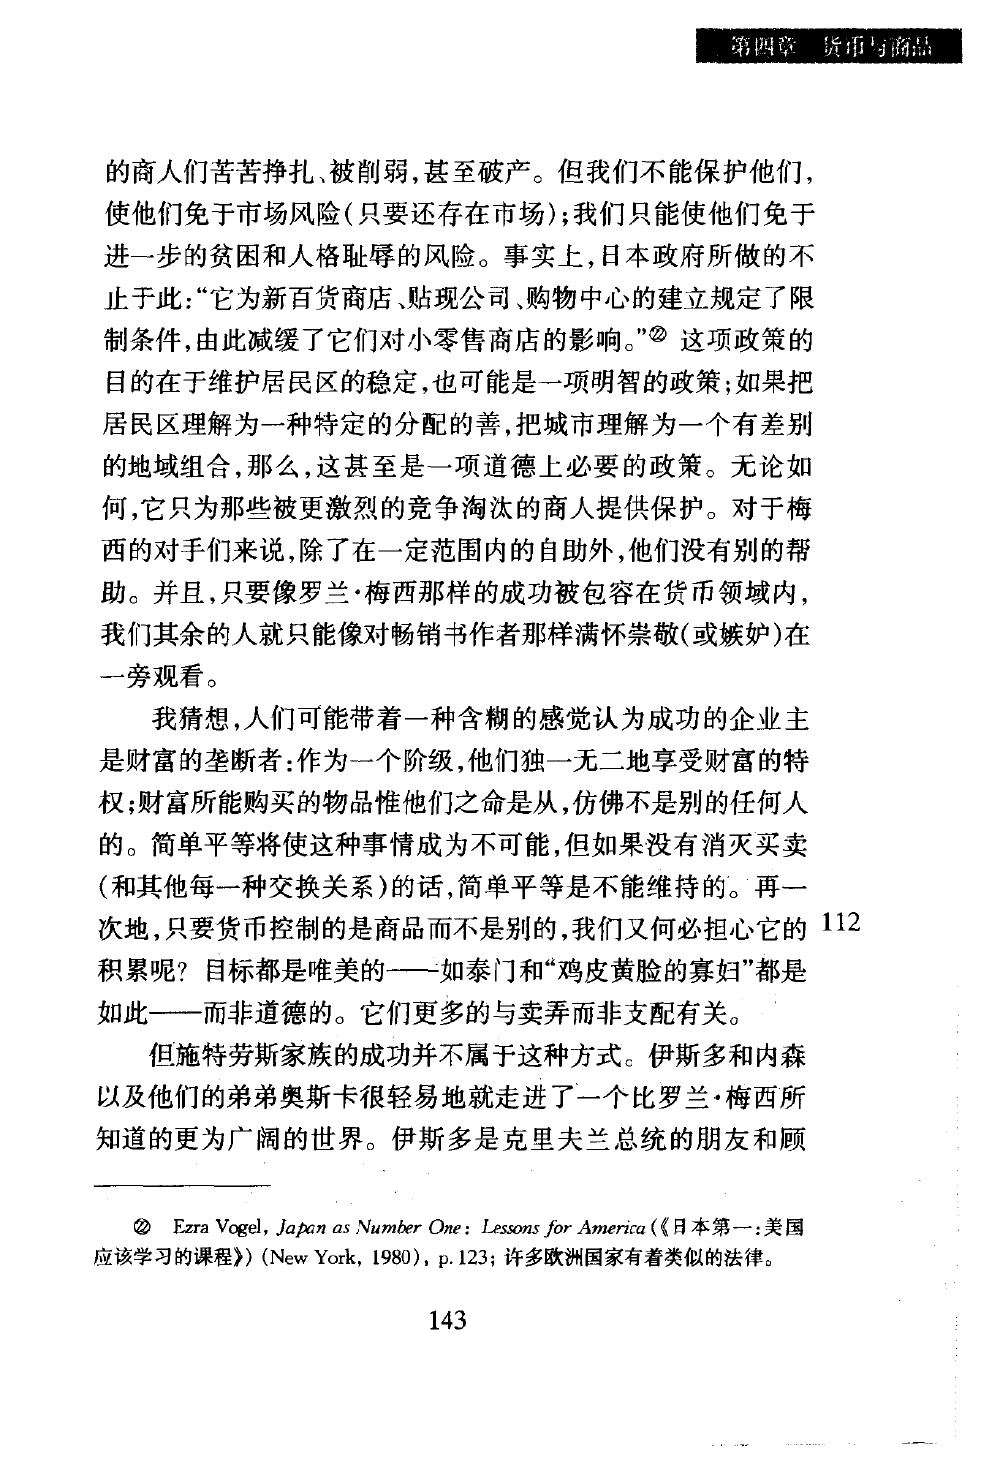 第四章 货币与商品
的商人们苦苦挣扎、被削弱,甚至破产。但我们不能保护他们,
使他们免于市场风险(只要还存在市场);我们只能使他们免于
进一步的贫困和人格耻辱的风险。事实上,日本政府所做的不
止于此:“它为新百货商店、贴现公司、购物中心的建立规定了限
制条件,由此减缓了它们对小零售商店的影响。”㉒ 这项政策的
目的在于维护居民区的稳定,也可能是一项明智的政策;如果把
居民区理解为一种特定的分配的善,把城市理解为一个有差别
的地域组合,那么,这甚至是一项道德上必要的政策。无论如
何,它只为那些被更激烈的竞争淘汰的商人提供保护。对于梅
西的对手们来说,除了在一定范围内的自助外,他们没有别的帮
助。并且,只要像罗兰·梅西那样的成功被包容在货币领域内,
我们其余的人就只能像对畅销书作者那样满怀崇敬(或嫉妒)在
一旁观看。
我猜想,人们可能带着一种含糊的感觉认为成功的企业主
是财富的垄断者:作为一个阶级,他们独一无二地享受财富的特
权;财富所能购买的物品惟他们之命是从,仿佛不是别的任何人
的。简单平等将使这种事情成为不可能,但如果没有消灭买卖
(和其他每一种交换关系)的话,简单平等是不能维持的。再一
次地,只要货币控制的是商品而不是别的,我们又何必担心它的 112
积累呢?目标都是唯美的——如泰门和“鸡皮黄脸的寡妇”都是
如此——而非道德的。它们更多的与卖弄而非支配有关。
但施特劳斯家族的成功并不属于这种方式。伊斯多和内森
以及他们的弟弟奥斯卡很轻易地就走进了一个比罗兰·梅西所
知道的更为广阔的世界。伊斯多是克里夫兰总统的朋友和顾
㉒ Ezra Vogel, Japan as Number One: Lessons for America(《日本第一:美国
应该学习的课程》) (New York, 1980), p. 123; 许多欧洲国家有着类似的法律。
143